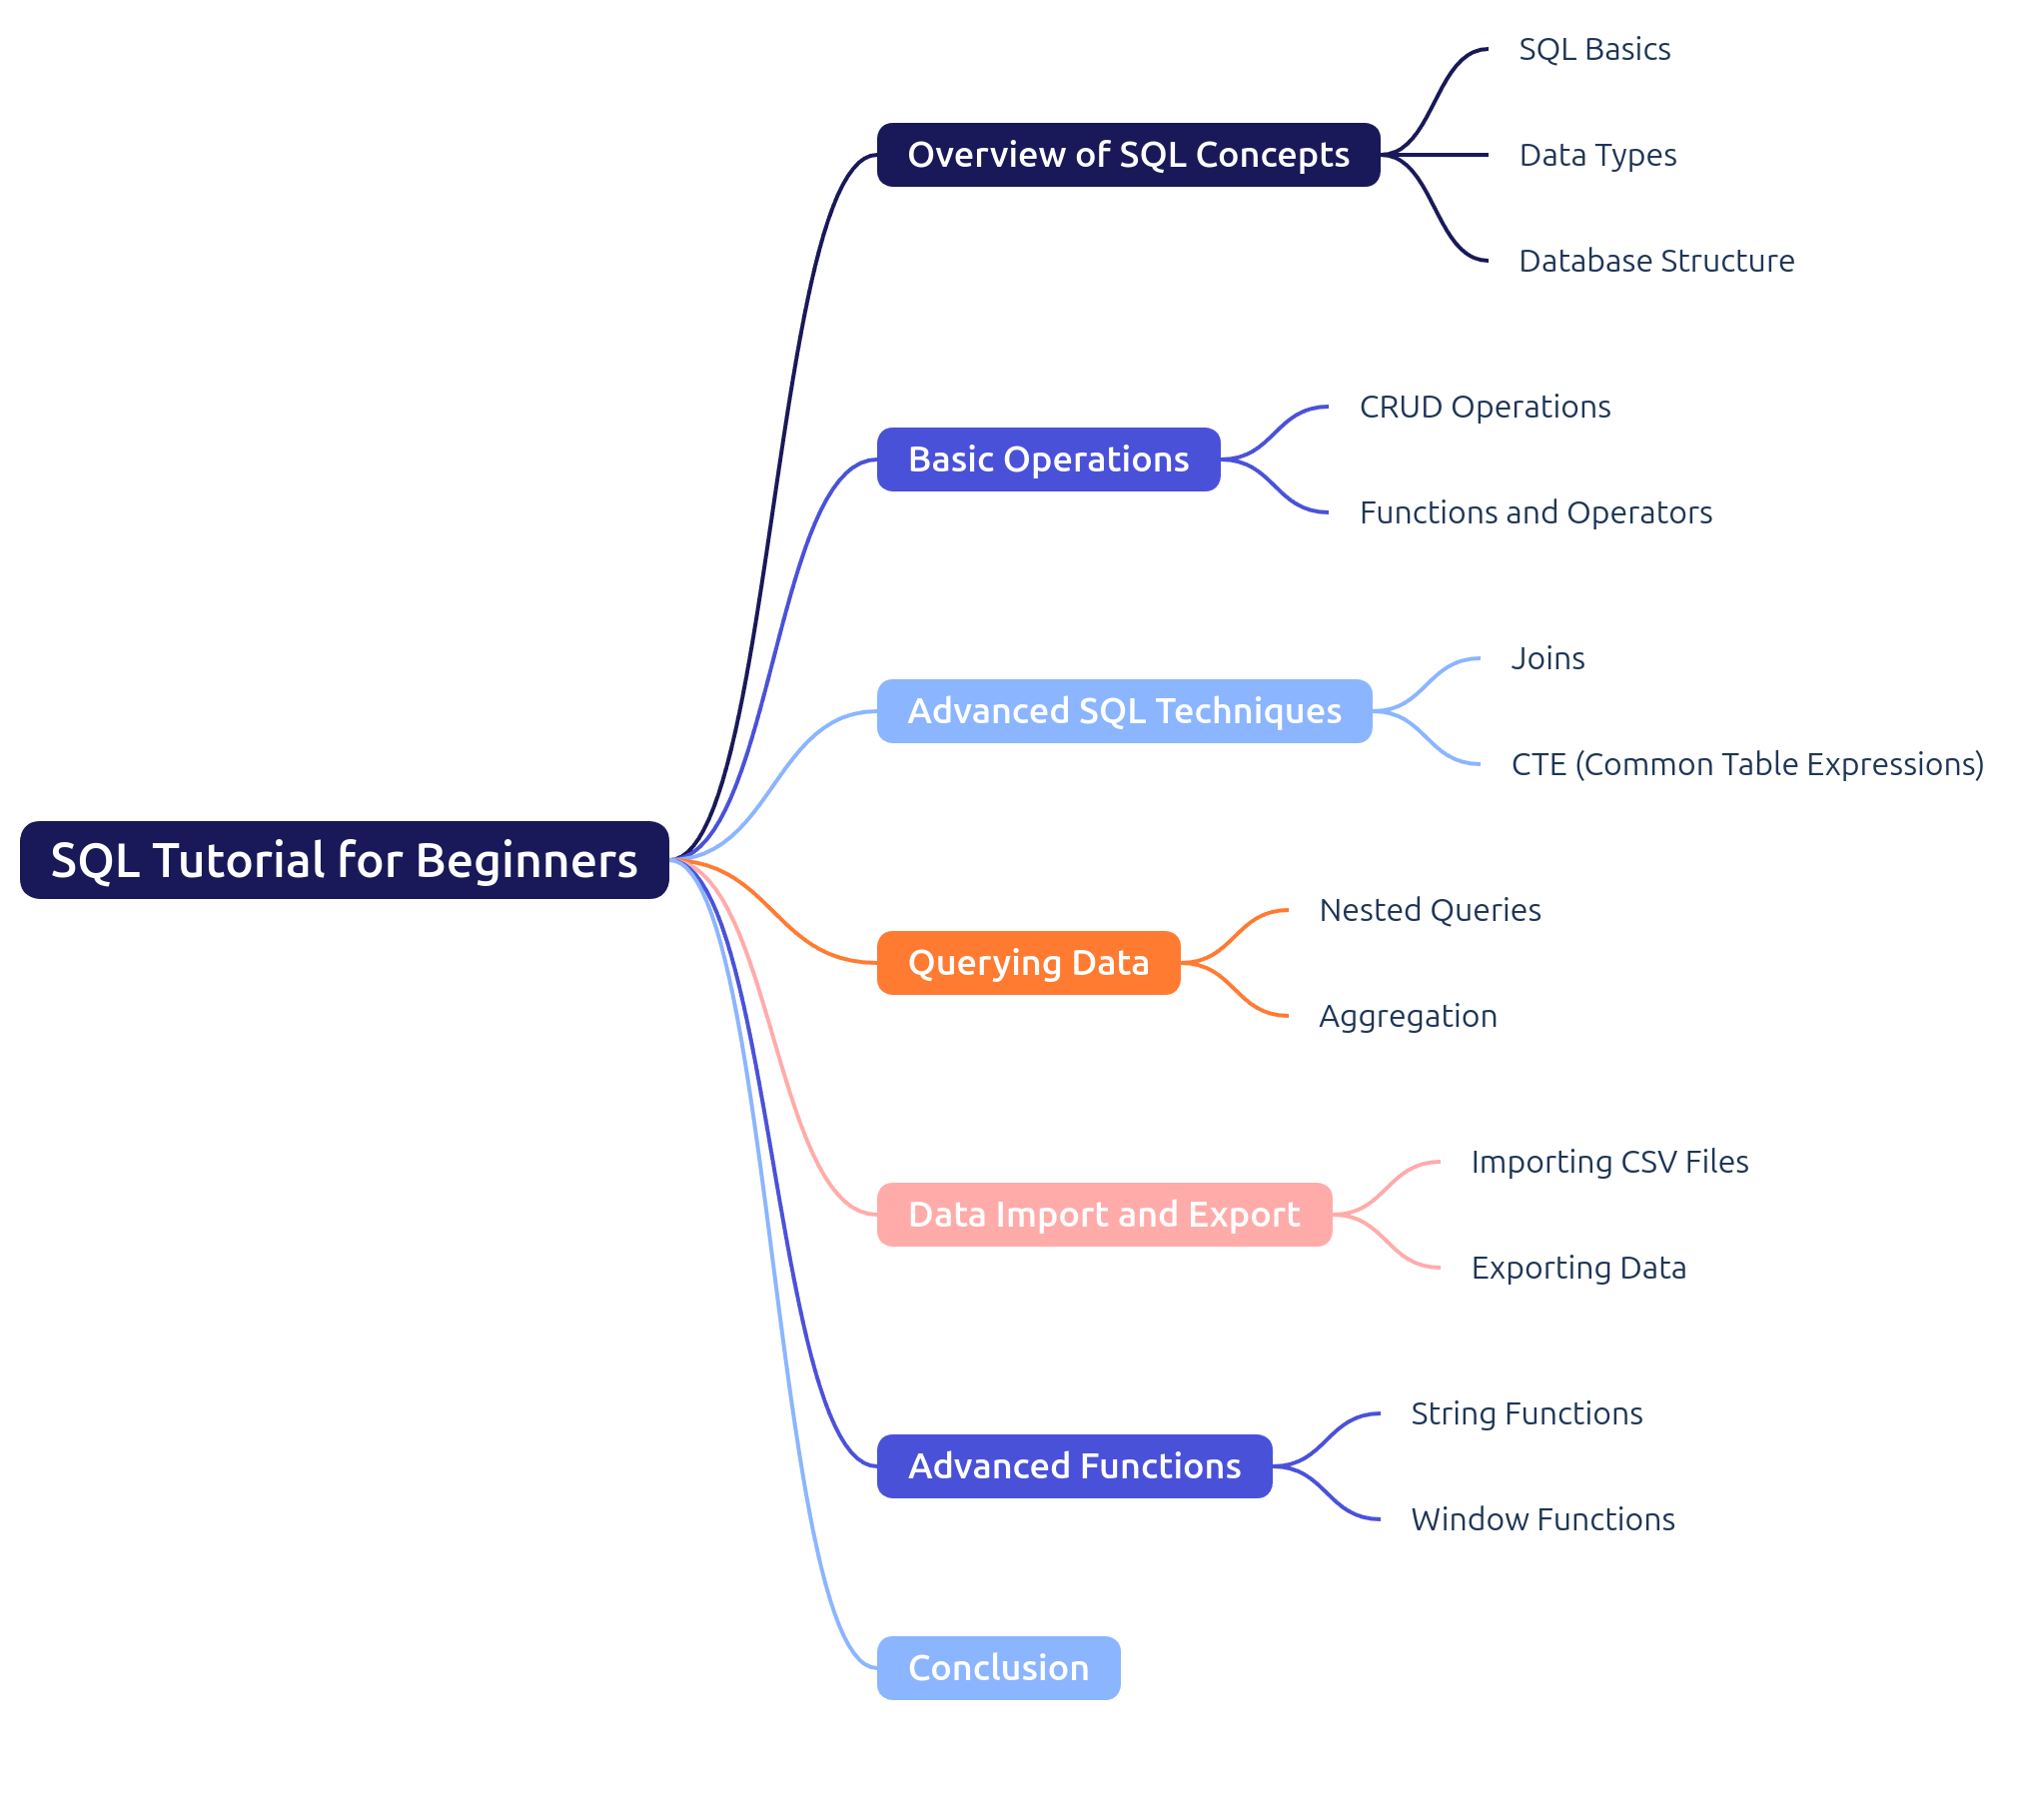 SQL Tutorial for Beginners
Overview of SQL Concepts
SQL Basics
Data Types
Database Structure
Basic Operations
CRUD Operations
Functions and Operators
Advanced SQL Techniques
Joins
CTE (Common Table Expressions)
Querying Data
Nested Queries
Aggregation
Data Import and Export
Importing CSV Files
Exporting Data
Advanced Functions
String Functions
Window Functions
Conclusion